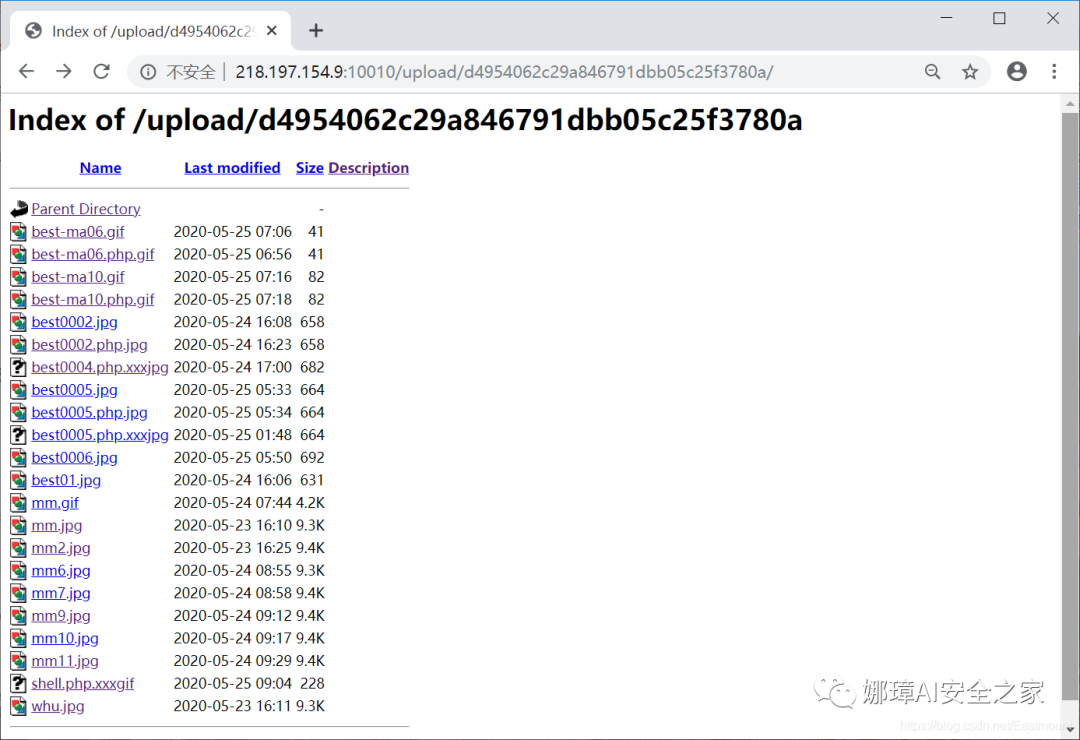 Index of /upload/d4954062c29
不安全 | 218.197.154.9:10010/upload/d4954062c29a846791dbb05c25f3780a/
Index of /upload/d4954062c29a846791dbb05c25f3780a
Name Last modified Size Description
Parent Directory -
best-ma06.gif 2020-05-25 07:06 41
best-ma06.php.gif 2020-05-25 06:56 41
best-ma10.gif 2020-05-25 07:16 82
best-ma10.php.gif 2020-05-25 07:18 82
best0002.jpg 2020-05-24 16:08 658
best0002.php.jpg 2020-05-24 16:23 658
best0004.php.xxxjpg 2020-05-24 17:00 682
best0005.jpg 2020-05-25 05:33 664
best0005.php.jpg 2020-05-25 05:34 664
best0005.php.xxxjpg 2020-05-25 01:48 664
best0006.jpg 2020-05-25 05:50 692
best01.jpg 2020-05-24 16:06 631
mm.gif 2020-05-24 07:44 4.2K
mm.jpg 2020-05-23 16:10 9.3K
mm2.jpg 2020-05-23 16:25 9.4K
mm6.jpg 2020-05-24 08:55 9.3K
mm7.jpg 2020-05-24 08:58 9.4K
mm9.jpg 2020-05-24 09:12 9.4K
mm10.jpg 2020-05-24 09:17 9.4K
mm11.jpg 2020-05-24 09:29 9.4K
shell.php.xxxgif 2020-05-25 09:04 228
whu.jpg 2020-05-23 16:11 9.3K
娜璋AI安全之家
https://blog.csdn.net/Eastmount